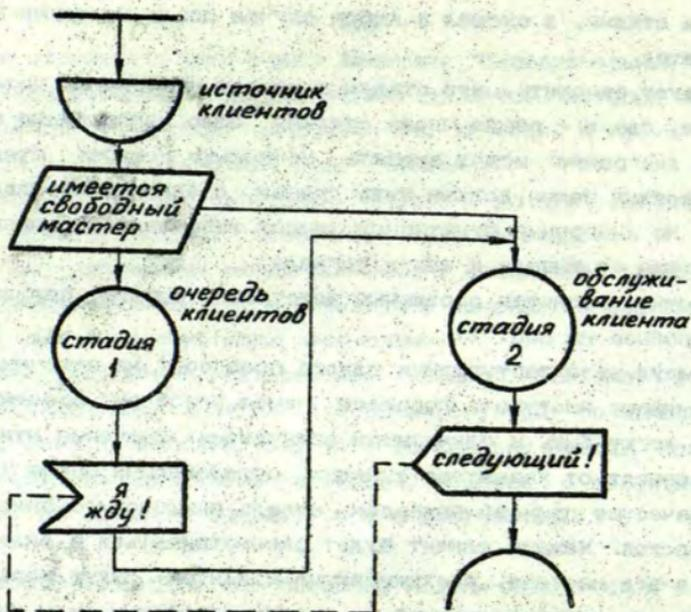 источник
клиентов
имеется
свободный
мастер
очередь
клиентов
стадия
1
обслужи-
вание
клиента
стадия
2
я
жду!
следующий!